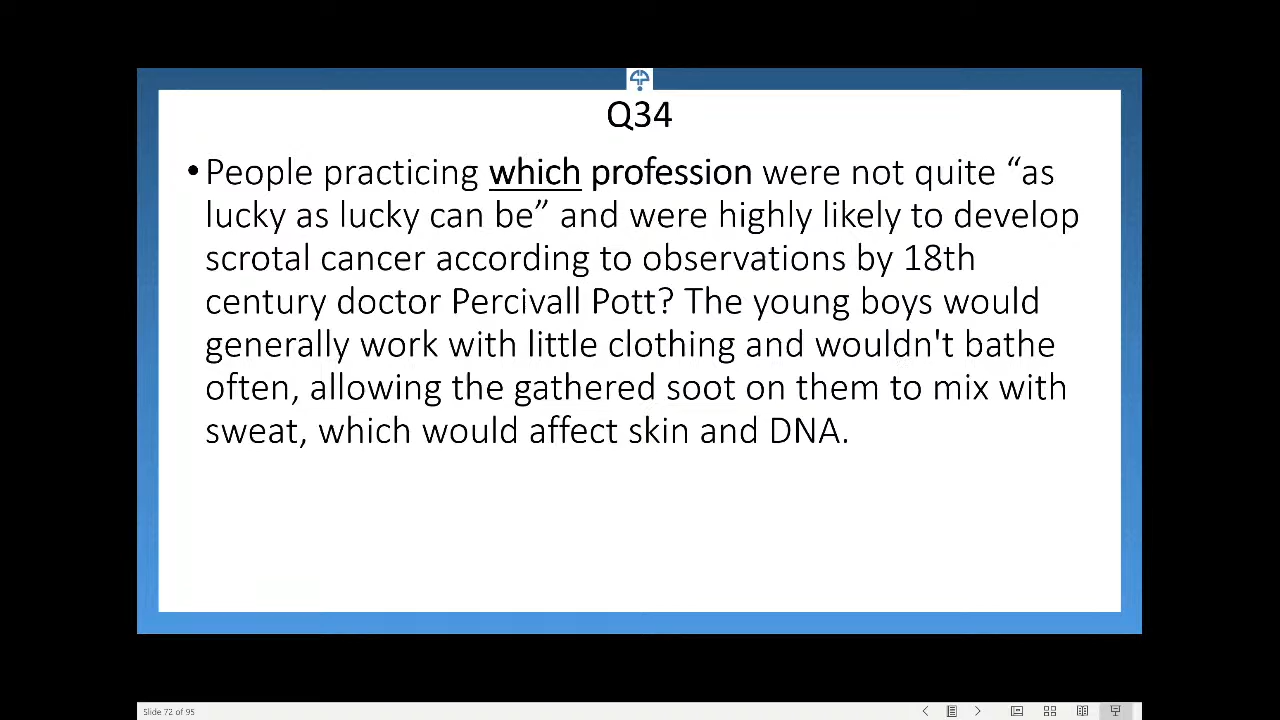 Q34
•People practicing which profession were not quite “as
lucky as lucky can be” and were highly likely to develop
scrotal cancer according to observations by 18th
century doctor Percivall Pott? The young boys would
generally work with little clothing and wouldn't bathe
often, allowing the gathered soot on them to mix with
sweat, which would affect skin and DNA.
Slide 72 of 95